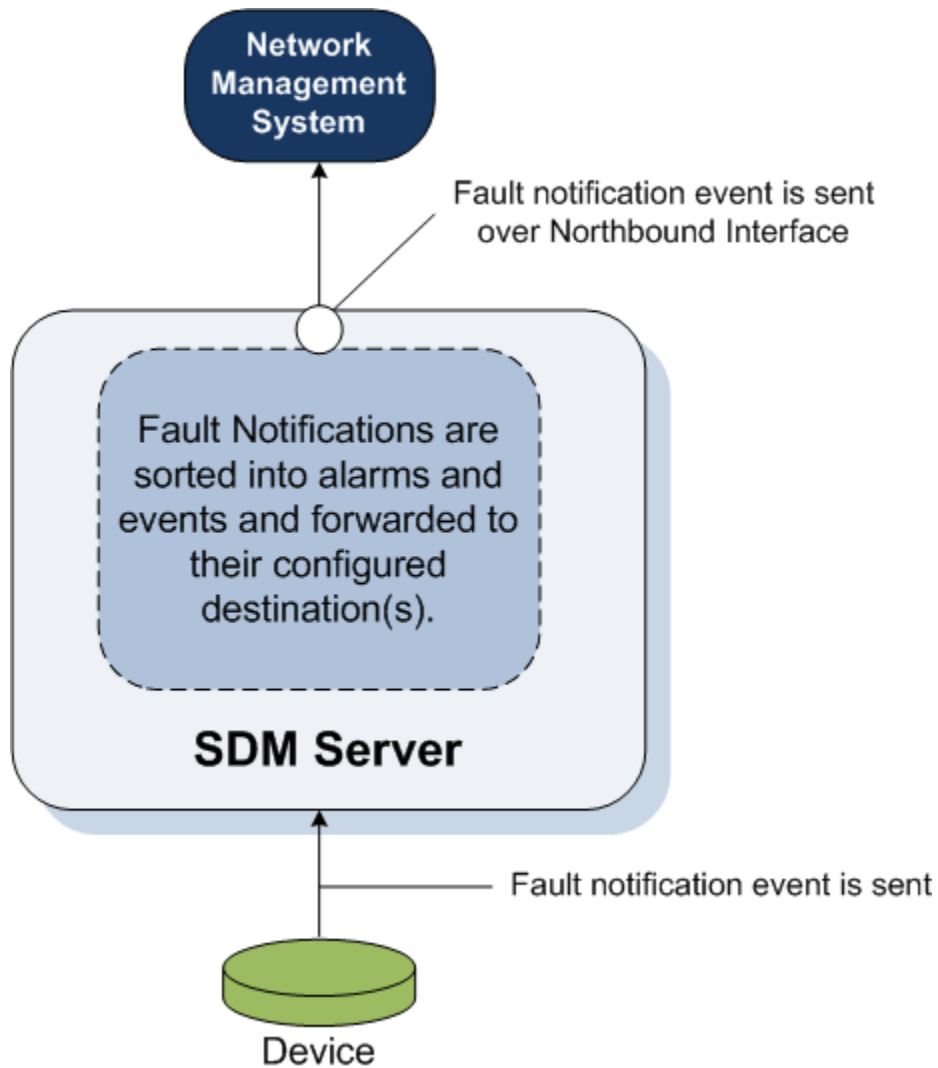 Network
Management
System
Fault notification event is sent
over Northbound Interface
Fault Notifications are
sorted into alarms and
events and forwarded to
their configured
destination(s).
SDM Server
Fault notification event is sent
Device